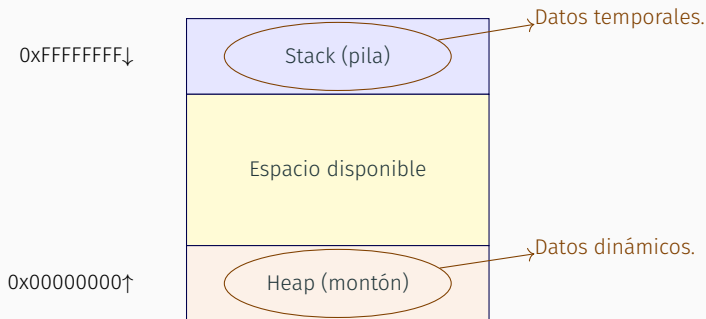 Datos temporales.
0xFFFFFFFF↓
Stack (pila)
Espacio disponible
Datos dinámicos.
0x00000000↑
Heap (montón)